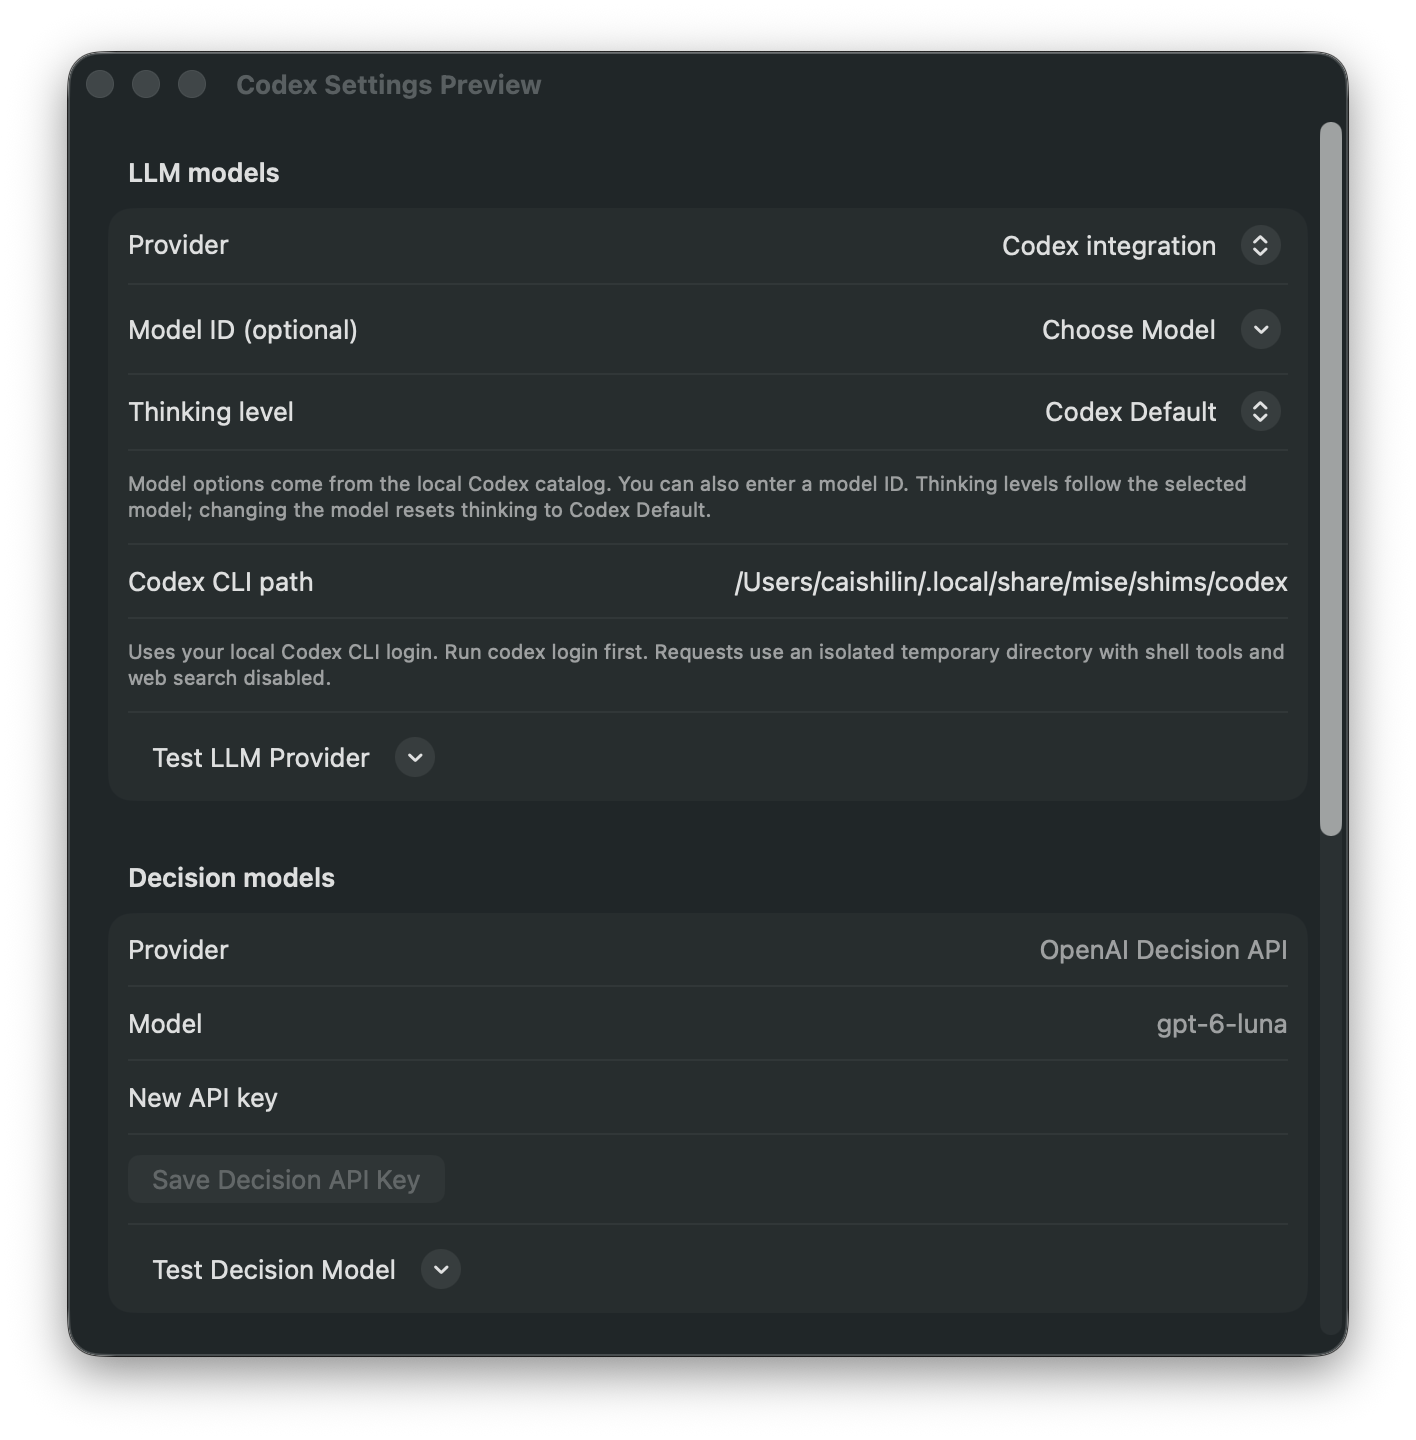 Codex Settings Preview
LLM models
Provider
Codex integration
Model ID (optional)
Choose Model
Thinking level
Codex Default
Model options come from the local Codex catalog. You can also enter a model ID. Thinking levels follow the selected
model; changing the model resets thinking to Codex Default.
Codex CLI path
/Users/caishilin/.local/share/mise/shims/codex
Uses your local Codex CLI login. Run codex login first. Requests use an isolated temporary directory with shell tools and
web search disabled.
Test LLM Provider
Decision models
Provider
OpenAI Decision API
Model
gpt-6-luna
New API key
Save Decision API Key
Test Decision Model